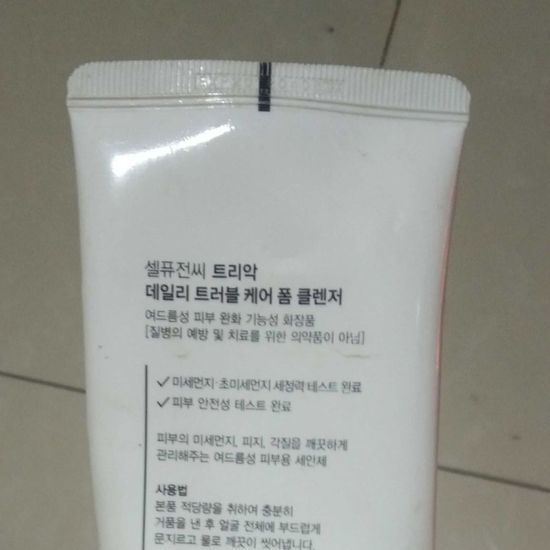 셀퓨전씨 트리악
데일리 트러블 케어 폼 클렌저
여드름성 피부 완화 기능성 화장품
[질병의 예방 및 치료를 위한 의약품이 아님]
✓ 미세먼지·초미세먼지 세정력 테스트 완료
✓ 피부 안전성 테스트 완료
피부의 미세먼지, 피지, 각질을 깨끗하게
관리해주는 여드름성 피부용 세안제
사용법
본품 적당량을 취하여 충분히
거품을 낸 후 얼굴 전체에 부드럽게
문지르고 물로 깨끗이 씻어냅니다.